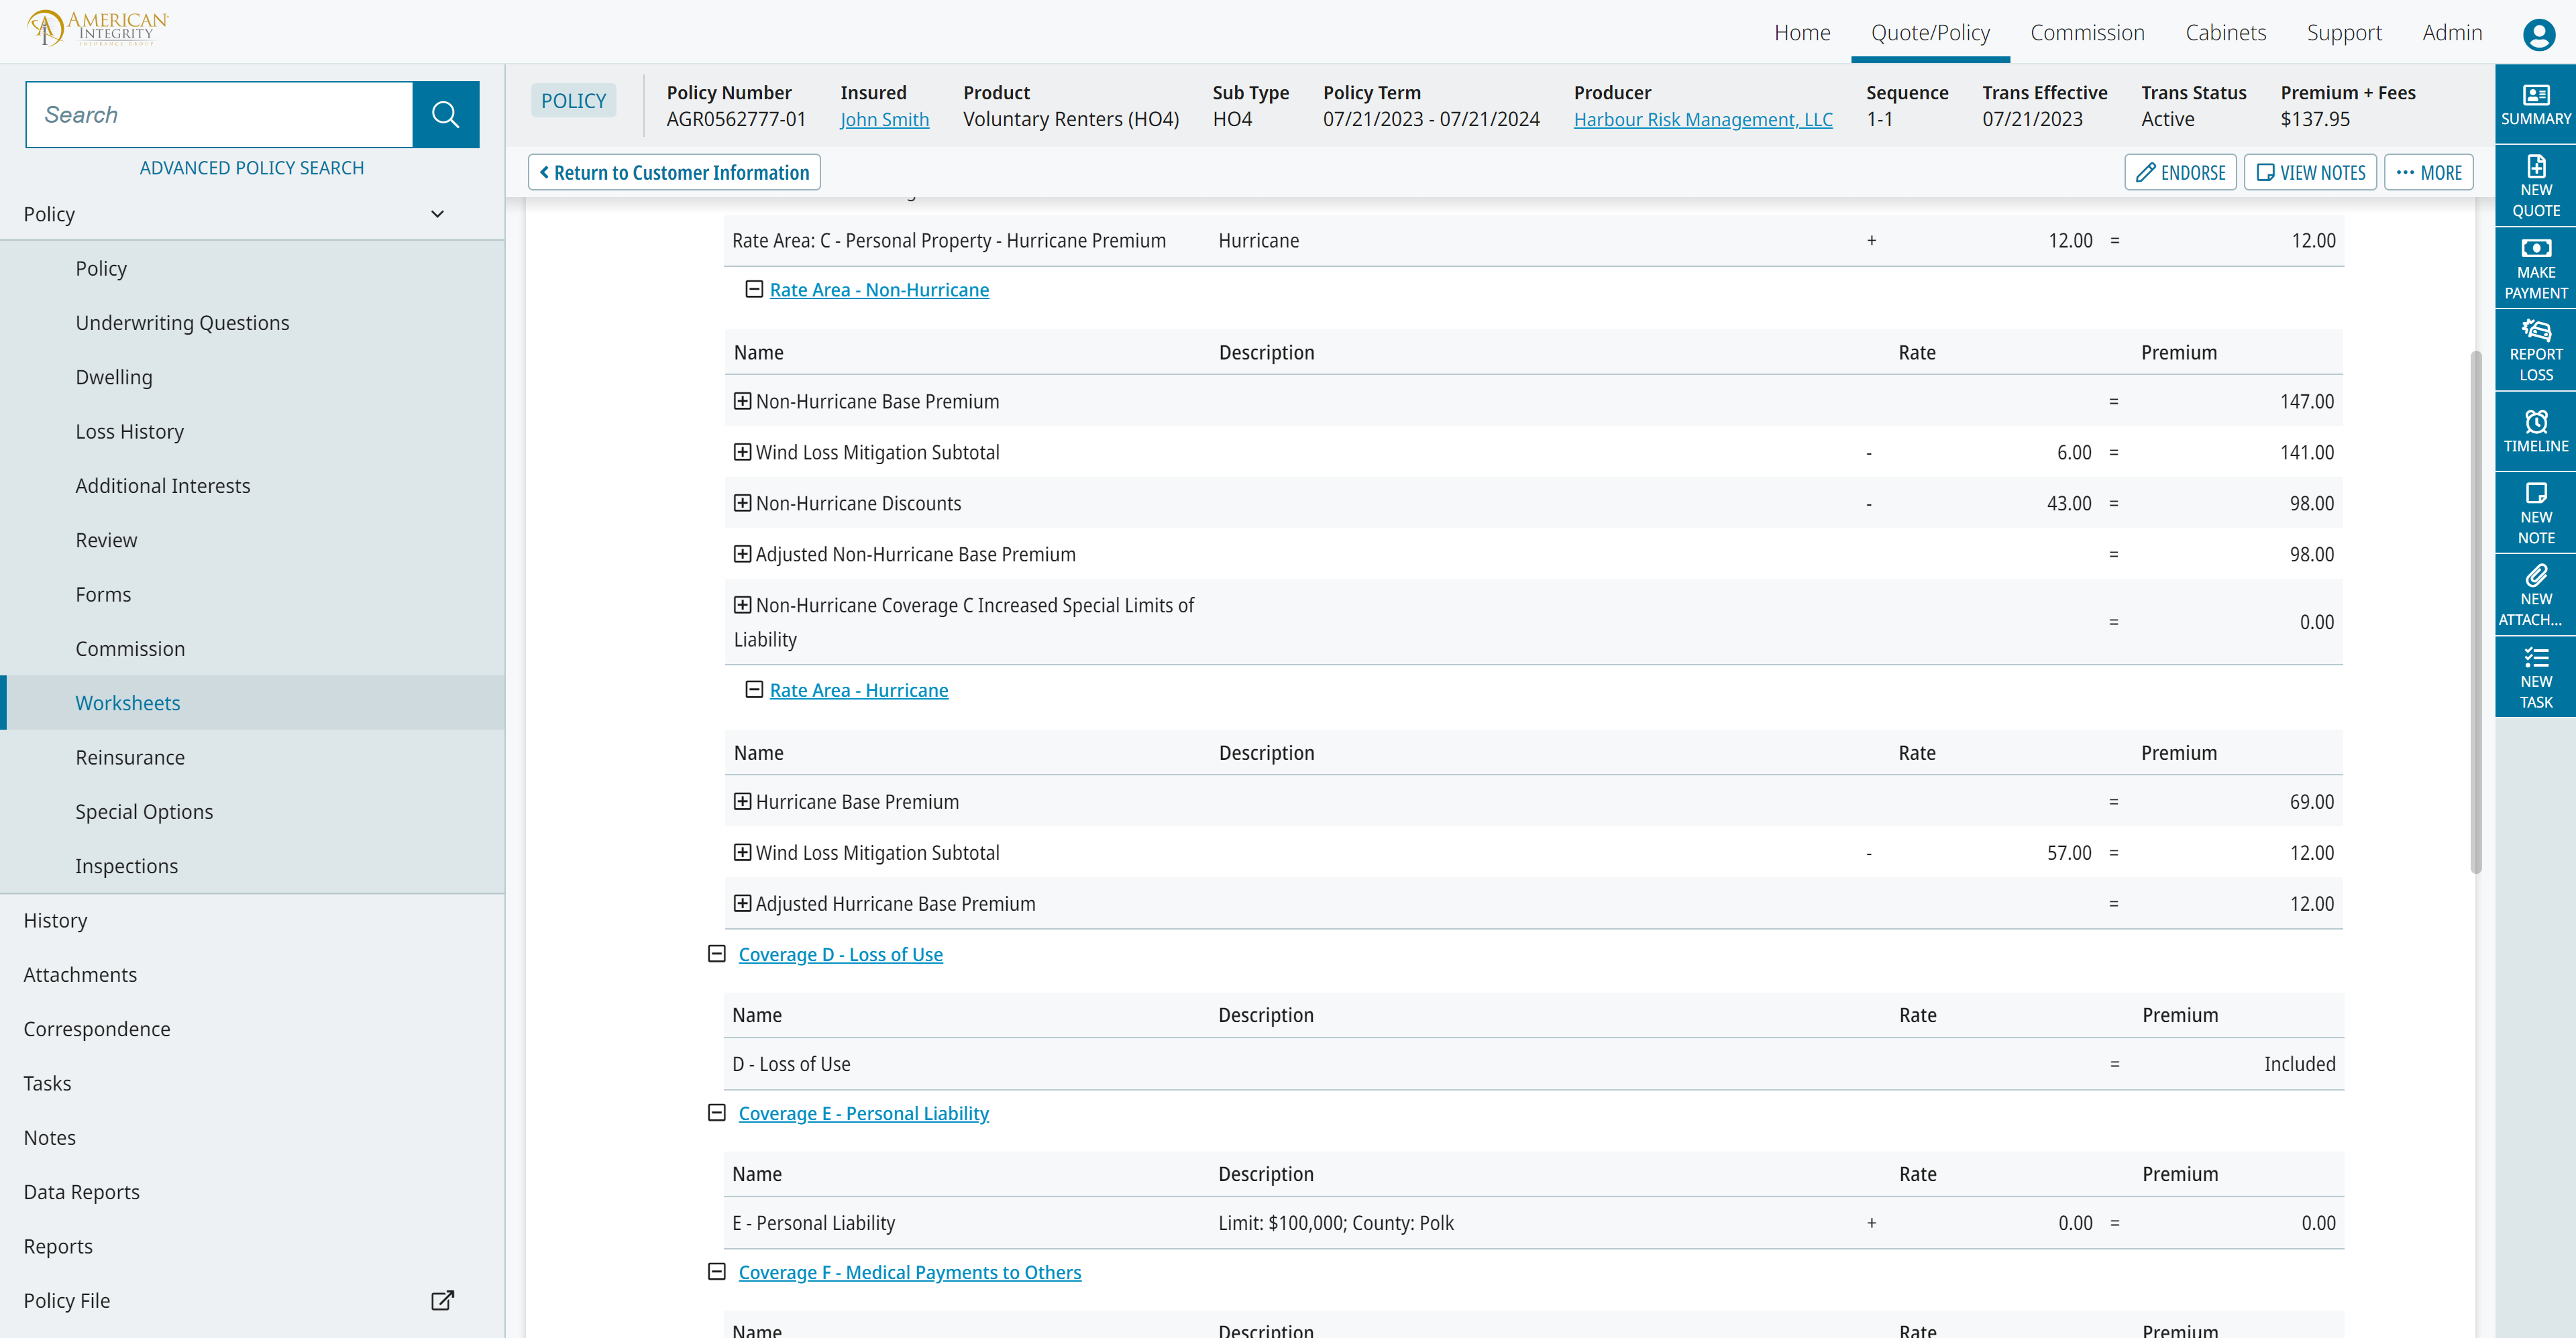 AMERICAN
INTEGRITY
INSURANCE GROUP
Home
Quote/Policy
Commission
Cabinets
Support
Admin
Search
ADVANCED POLICY SEARCH
Policy
Policy
Underwriting Questions
Dwelling
Loss History
Additional Interests
Review
Forms
Commission
Worksheets
Reinsurance
Special Options
Inspections
History
Attachments
Correspondence
Tasks
Notes
Data Reports
Reports
Policy File
POLICY
Policy Number Insured Product Sub Type Policy Term Producer Sequence Trans Effective Trans Status Premium + Fees
AGR0562777-01 John Smith Voluntary Renters (HO4) HO4 07/21/2023 - 07/21/2024 Harbour Risk Management, LLC 1-1 07/21/2023 Active $137.95
Return to Customer Information
ENDORSE
VIEW NOTES
MORE
Rate Area: C - Personal Property - Hurricane Premium Hurricane + 12.00 = 12.00
Rate Area - Non-Hurricane
Name Description Rate Premium
Non-Hurricane Base Premium = 147.00
Wind Loss Mitigation Subtotal - 6.00 = 141.00
Non-Hurricane Discounts - 43.00 = 98.00
Adjusted Non-Hurricane Base Premium = 98.00
Non-Hurricane Coverage C Increased Special Limits of
Liability = 0.00
Rate Area - Hurricane
Name Description Rate Premium
Hurricane Base Premium = 69.00
Wind Loss Mitigation Subtotal - 57.00 = 12.00
Adjusted Hurricane Base Premium = 12.00
Coverage D - Loss of Use
Name Description Rate Premium
D - Loss of Use = Included
Coverage E - Personal Liability
Name Description Rate Premium
E - Personal Liability Limit: $100,000; County: Polk + 0.00 = 0.00
Coverage F - Medical Payments to Others
Name Description Rate Premium
SUMMARY
NEW
QUOTE
MAKE
PAYMENT
REPORT
LOSS
TIMELINE
NEW
NOTE
NEW
ATTACH...
NEW
TASK